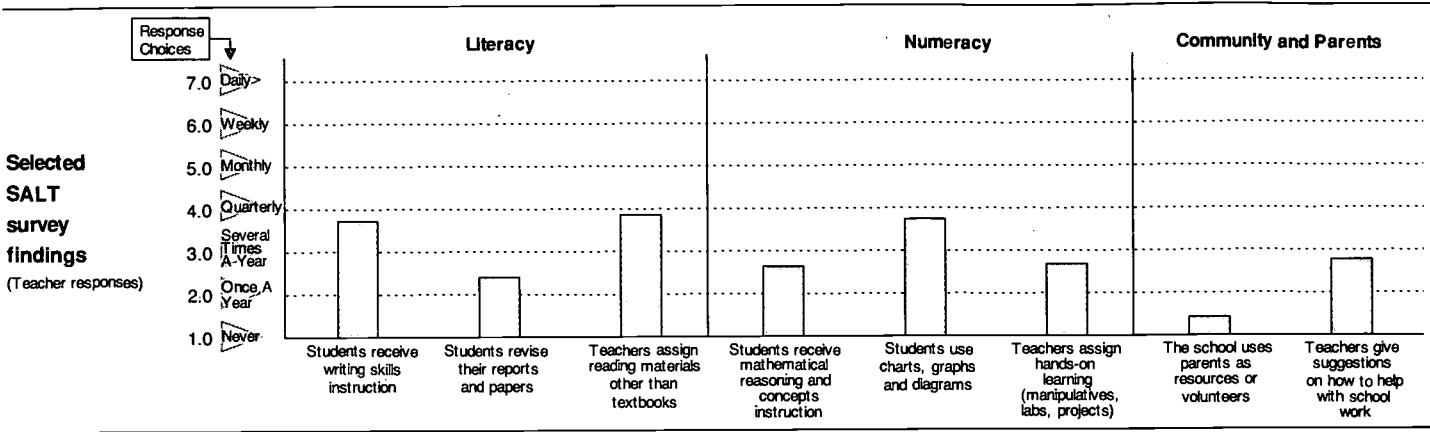 Response
Choices
Literacy
Numeracy
Community and Parents
7.0 Daily>
6.0 Weekly
5.0 Monthly
4.0 Quarterly
Several
3.0 Times
A-Year
Once A
2.0 Year
1.0 Never
Selected
SALT
survey
findings
(Teacher responses)
Students receive
writing skills
instruction
Students revise
their reports
and papers
Teachers assign
reading materials
other than
textbooks
Students receive
mathematical
reasoning and
concepts
instruction
Students use
charts, graphs
and diagrams
Teachers assign
hands-on
learning
(manipulatives,
labs, projects)
The school uses
parents as
resources or
volunteers
Teachers give
suggestions
on how to help
with school
work